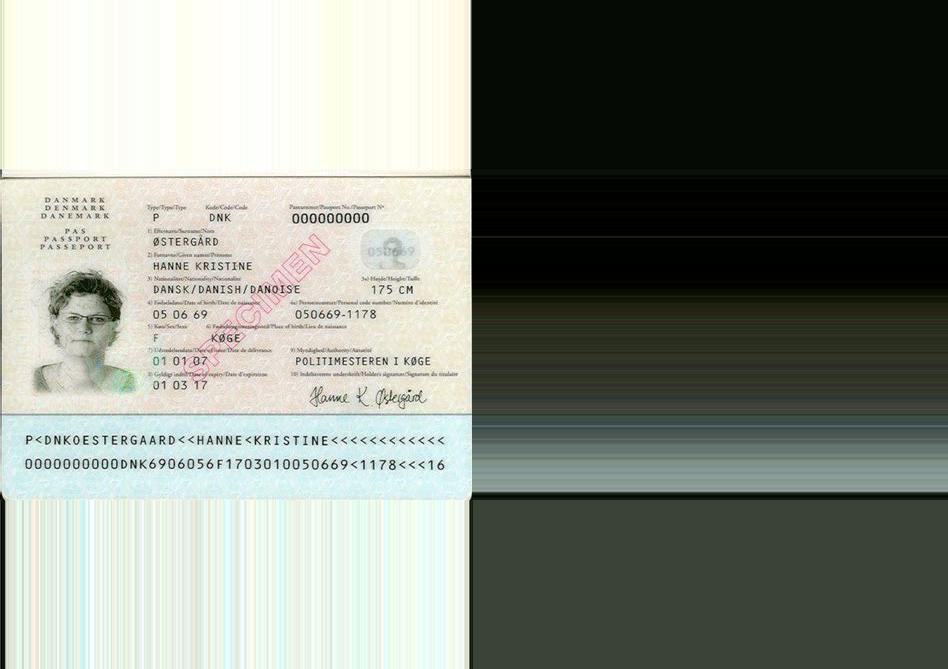 DANMARK
DENMARK
DANEMARK
PAS
PASSPORT
PASSEPORT
Type/Type/Type Kode/Code/Code Pasnummer/Passport No./Passeport N°
P DNK 000000000
1) Efternavn/Surname/Nom
ØSTERGÅRD
2) Fornavne/Given names/Prénoms
HANNE KRISTINE
050669
3) Nationalitet/Nationality/Nationalité 3a) Højde/Height/Taille
DANSK/DANISH/DANOISE 175 CM
4) Fødselsdato/Date of birth/Date de naissance 4a) Personnummer/Personal code number/Numéro d'identité
05 06 69 050669-1178
5) Køn/Sex/Sexe 6) Fødselsregistreringssted/Place of birth/Lieu de naissance
F KØGE
7) Udstedelsesdato/Date of issue/Date de délivrance 9) Myndighed/Authority/Autorité
01 01 07 POLITIMESTEREN I KØGE
8) Gyldigt indtil/Date of expiry/Date d'expiration 10) Indehaverens underskrift/Holder's signature/Signature du titulaire
01 03 17
Hanne K. Østergård
SPECIMEN
P<DNKOESTERGAARD<<HANNE<KRISTINE<<<<<<<<<<<<
0000000000DNK6906056F1703010050669<1178<<<16